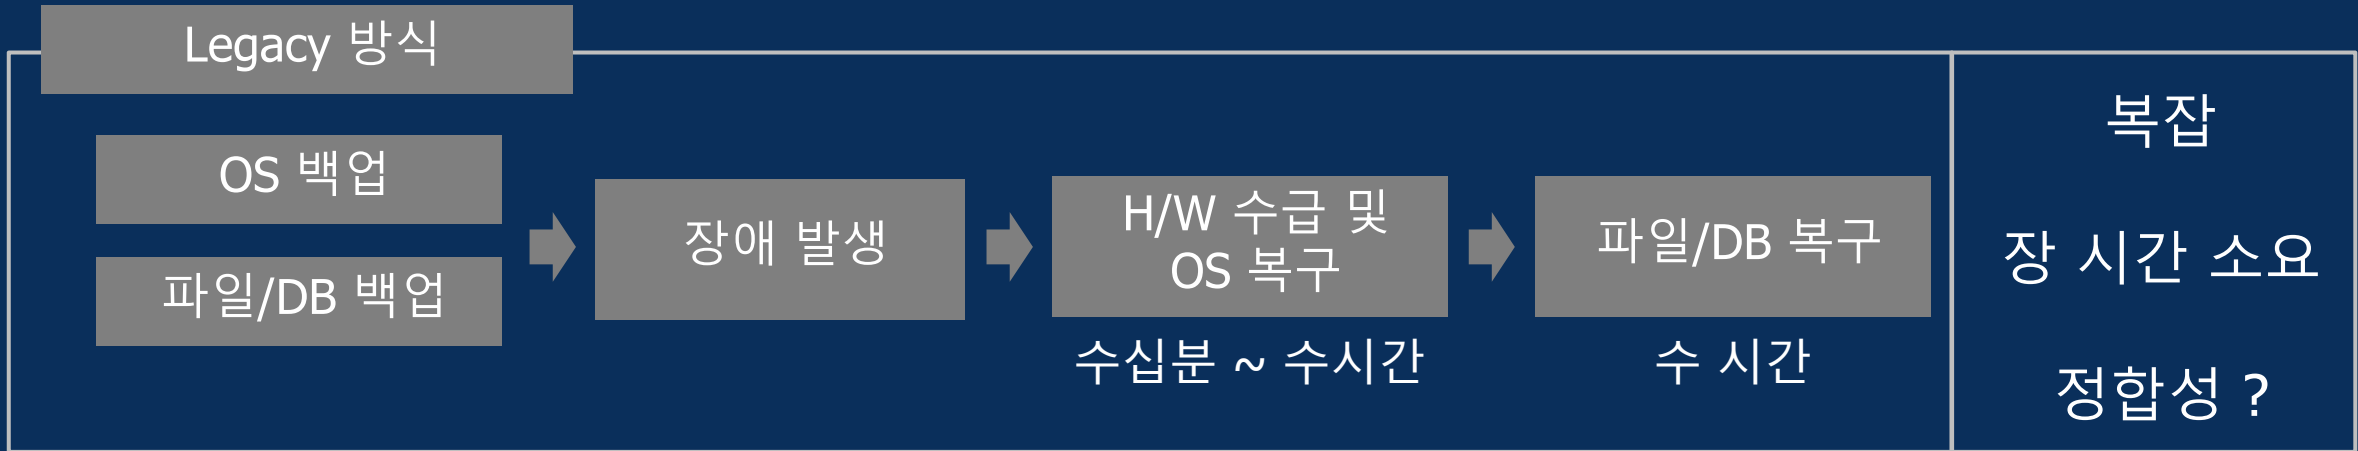 Legacy 방식
OS 백업
파일/DB 백업
장애 발생
H/W 수급 및
OS 복구
수십분 ~ 수시간
파일/DB 복구
수 시간
복잡
장 시간 소요
정합성 ?